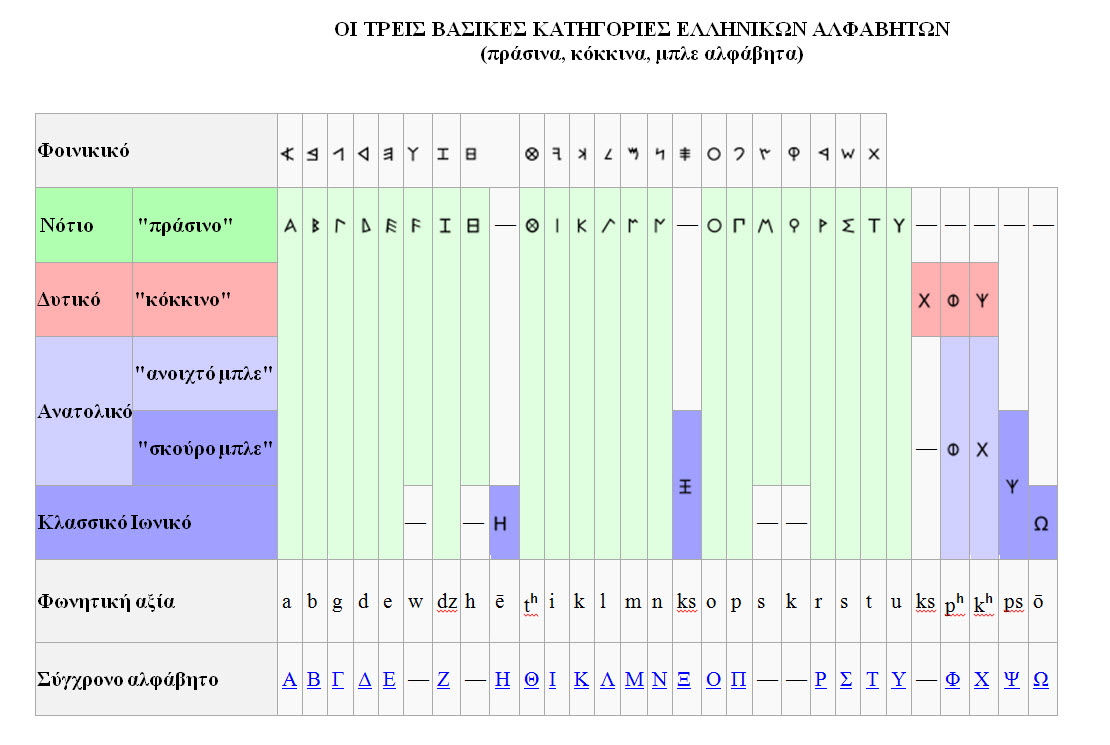 ΟΙ ΤΡΕΙΣ ΒΑΣΙΚΕΣ ΚΑΤΗΓΟΡΙΕΣ ΕΛΛΗΝΙΚΩΝ ΑΛΦΑΒΗΤΩΝ
(πράσινα, κόκκινα, μπλε αλφάβητα)
Φοινικικό 𐤀 𐤁 𐤂 𐤃 𐤄 𐤅 𐤆 𐤇 𐤈 𐤉 𐤊 𐤋 𐤌 𐤍 𐤎 𐤏 𐤐 𐤑 𐤒 𐤓 𐤔 𐤕
Νότιο "πράσινο" Α Β Γ Δ Ε Ϝ Ζ Η — Θ Ι Κ Λ Μ Ν — Ο Π Ϻ Ϙ Ρ Σ Τ Υ — — — — —
Δυτικό "κόκκινο" Χ Φ Ψ
Ανατολικό "ανοιχτό μπλε"
"σκούρο μπλε" Ξ — Φ Χ Ψ
Κλασσικό Ιωνικό — — Η — — Ω
Φωνητική αξία a b g d e w dz h ē tʰ i k l m n ks o p s k r s t u ks pʰ kʰ ps ō
Σύγχρονο αλφάβητο Α Β Γ Δ Ε — Ζ — Η Θ Ι Κ Λ Μ Ν Ξ Ο Π — — Ρ Σ Τ Υ — Φ Χ Ψ Ω